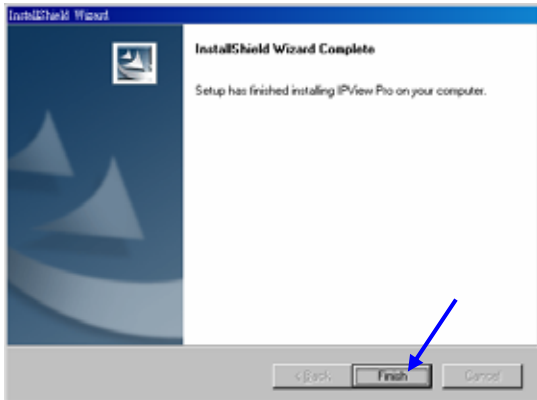 InstallShield Wizard
InstallShield Wizard Complete
Setup has finished installing IPView Pro on your computer.
< Back
Finish
Cancel